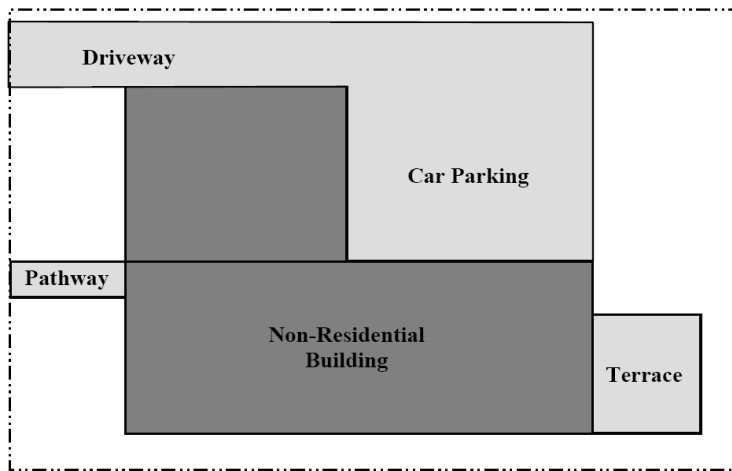 Driveway
Car Parking
Pathway
Non-Residential
Building
Terrace